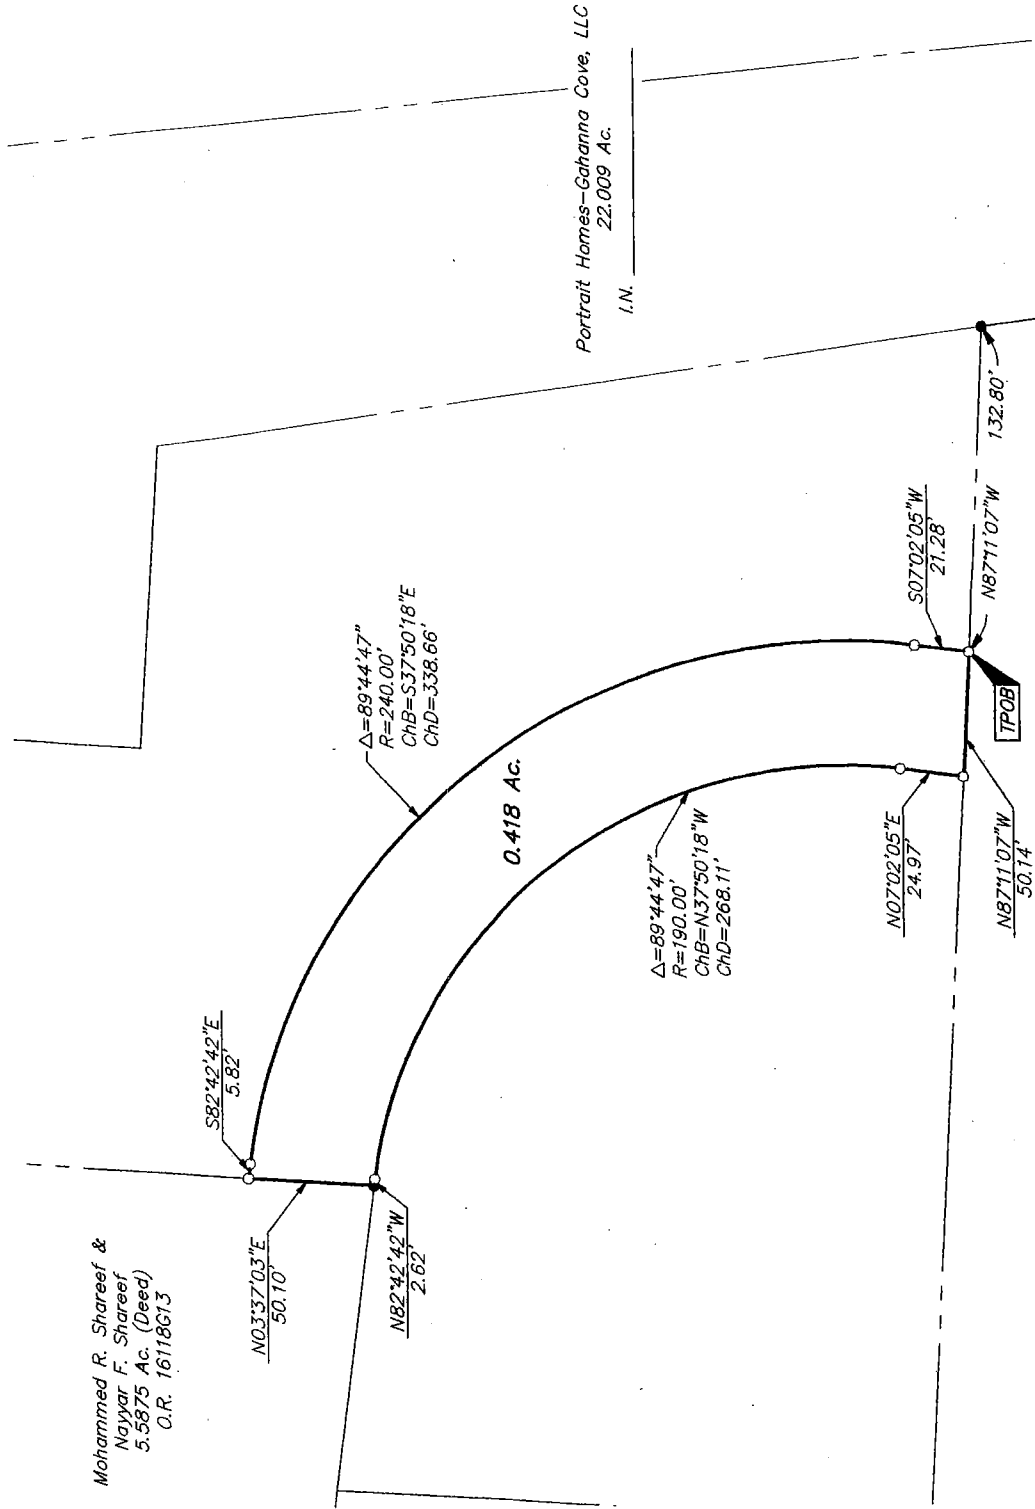 Mohammed R. Shareef &
Nayyar F. Shareef
5.5875 Ac. (Deed)
O.R. 16118G13
N03°37'03"E
50.10'
S82°42'42"E
5.82'
N82°42'42"W
2.62'
△=89°44'47"
R=240.00'
ChB=S37°50'18"E
ChD=338.66'
0.418 Ac.
△=89°44'47"
R=190.00'
ChB=N37°50'18"W
ChD=268.11'
N07°02'05"E
24.97'
N87°11'07"W
50.14'
TPOB
S07°02'05"W
21.28'
N87°11'07"W
132.80'
Portrait Homes-Gahanna Cove, LLC
22.009 Ac.
I.N.